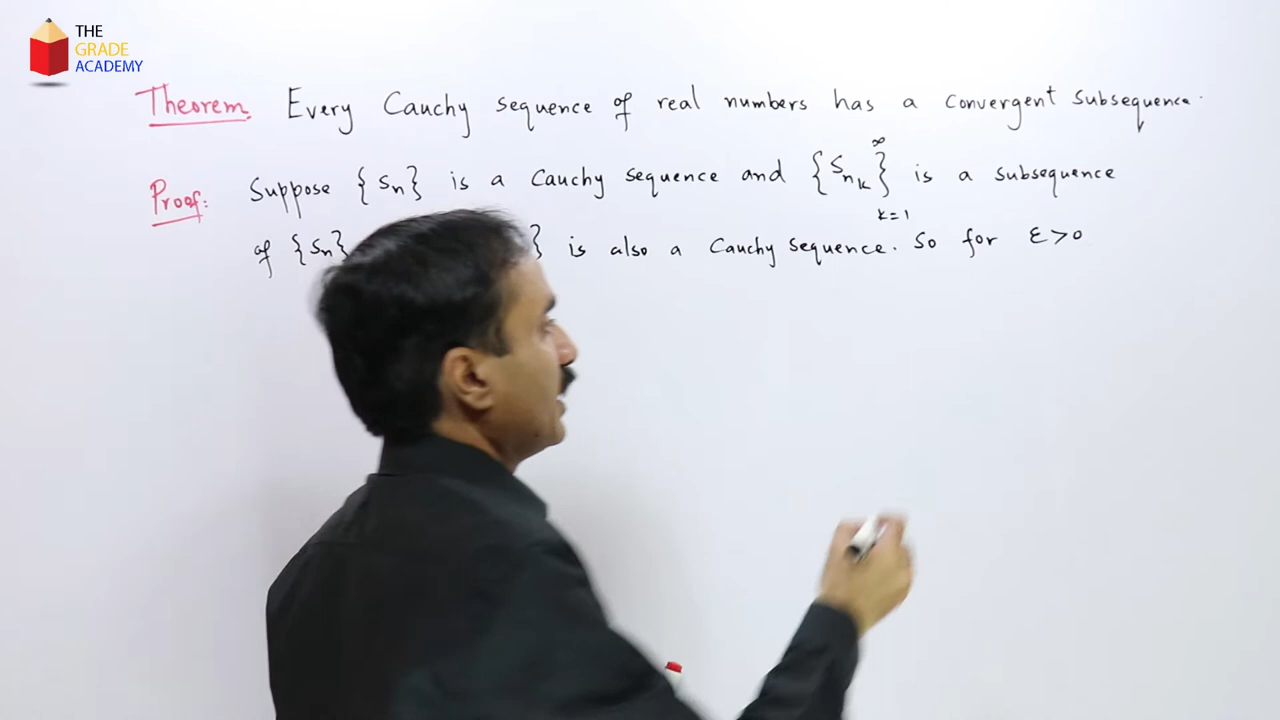 THE
GRADE
ACADEMY
Theorem. Every Cauchy sequence of real numbers has a convergent subsequence.
Proof: Suppose {Sn} is a Cauchy sequence and {Snk}∞k=1 is a subsequence
of {Sn} } is also a Cauchy sequence. So for ε>0